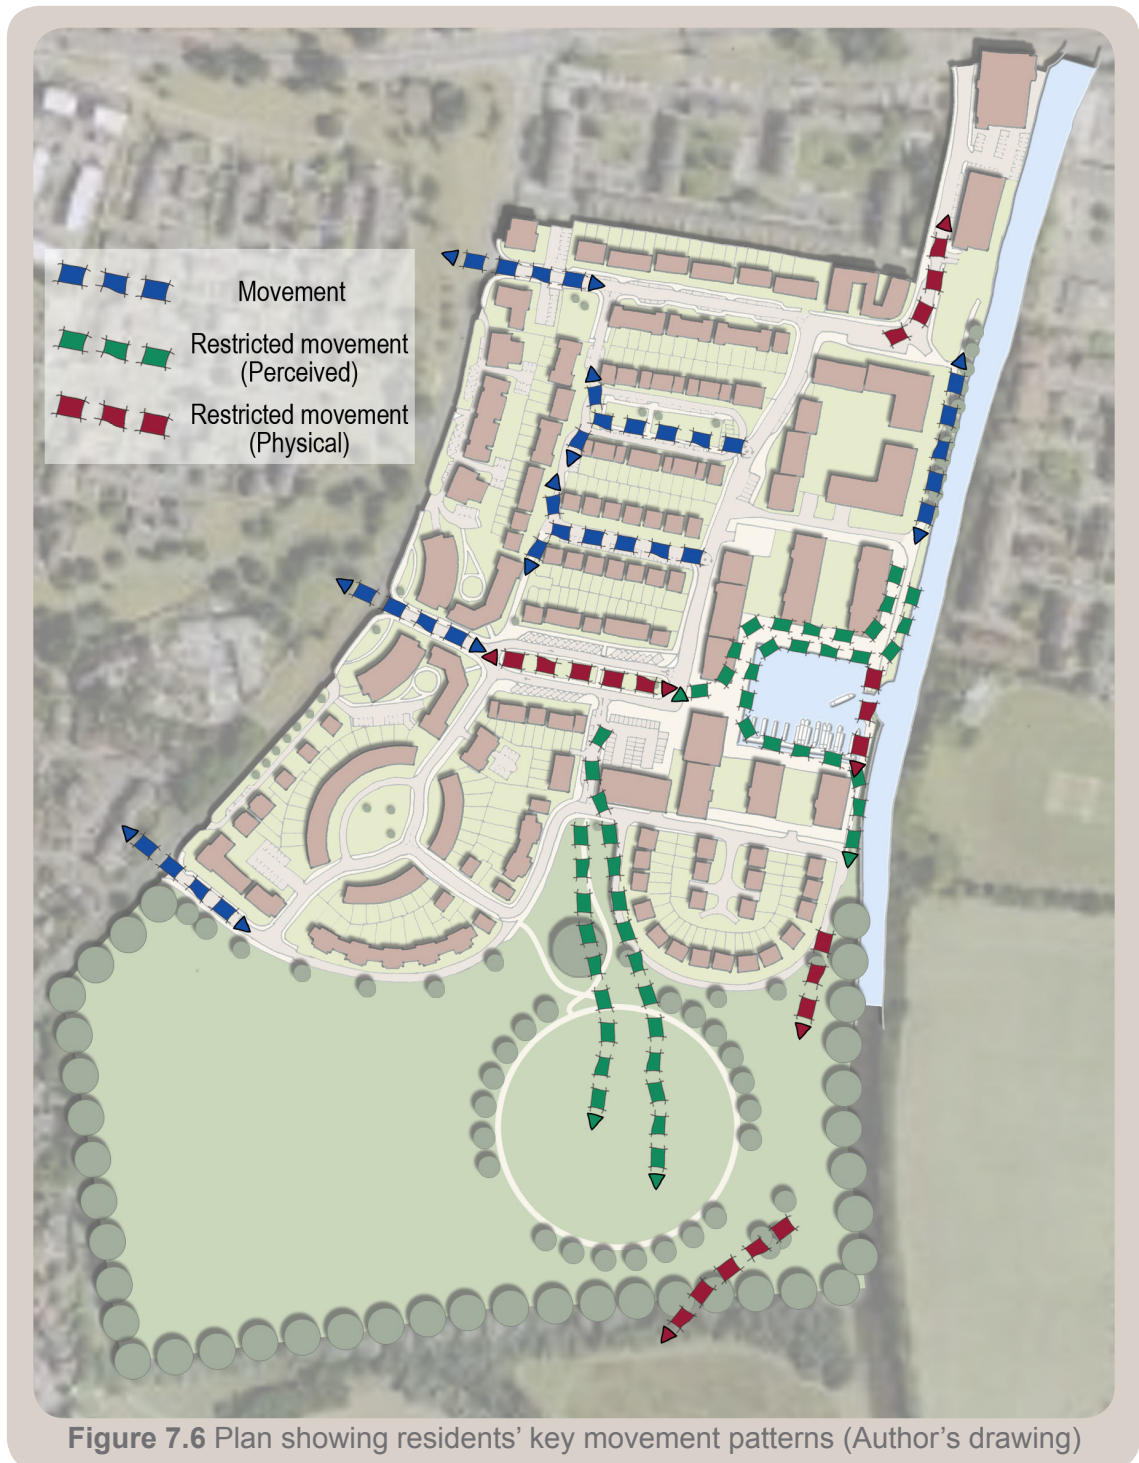 Movement
Restricted movement
(Perceived)
Restricted movement
(Physical)
Figure 7.6 Plan showing residents’ key movement patterns (Author’s drawing)